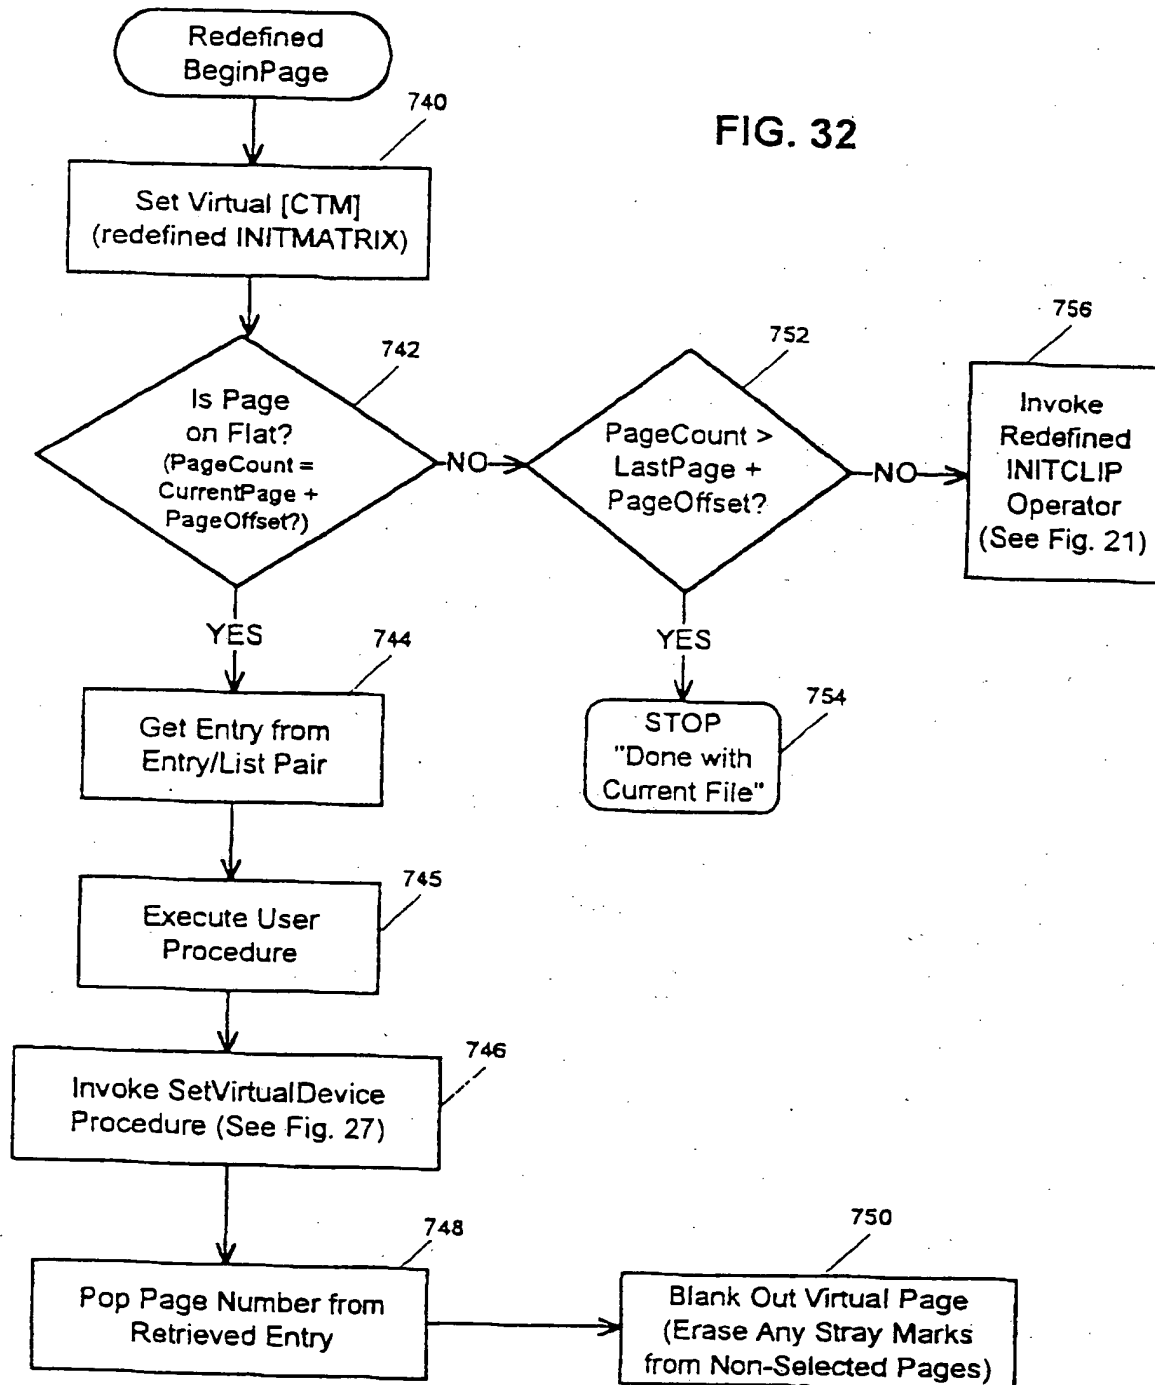 Redefined
BeginPage
740
FIG. 32
Set Virtual [CTM]
(redefined INITMATRIX)
742
Is Page
on Flat?
(PageCount =
CurrentPage +
PageOffset?)
NO
752
PageCount >
LastPage +
PageOffset?
NO
756
Invoke
Redefined
INITCLIP
Operator
(See Fig. 21)
YES
YES
744
Get Entry from
Entry/List Pair
754
STOP
"Done with
Current File"
745
Execute User
Procedure
746
Invoke SetVirtualDevice
Procedure (See Fig. 27)
748
Pop Page Number from
Retrieved Entry
750
Blank Out Virtual Page
(Erase Any Stray Marks
from Non-Selected Pages)